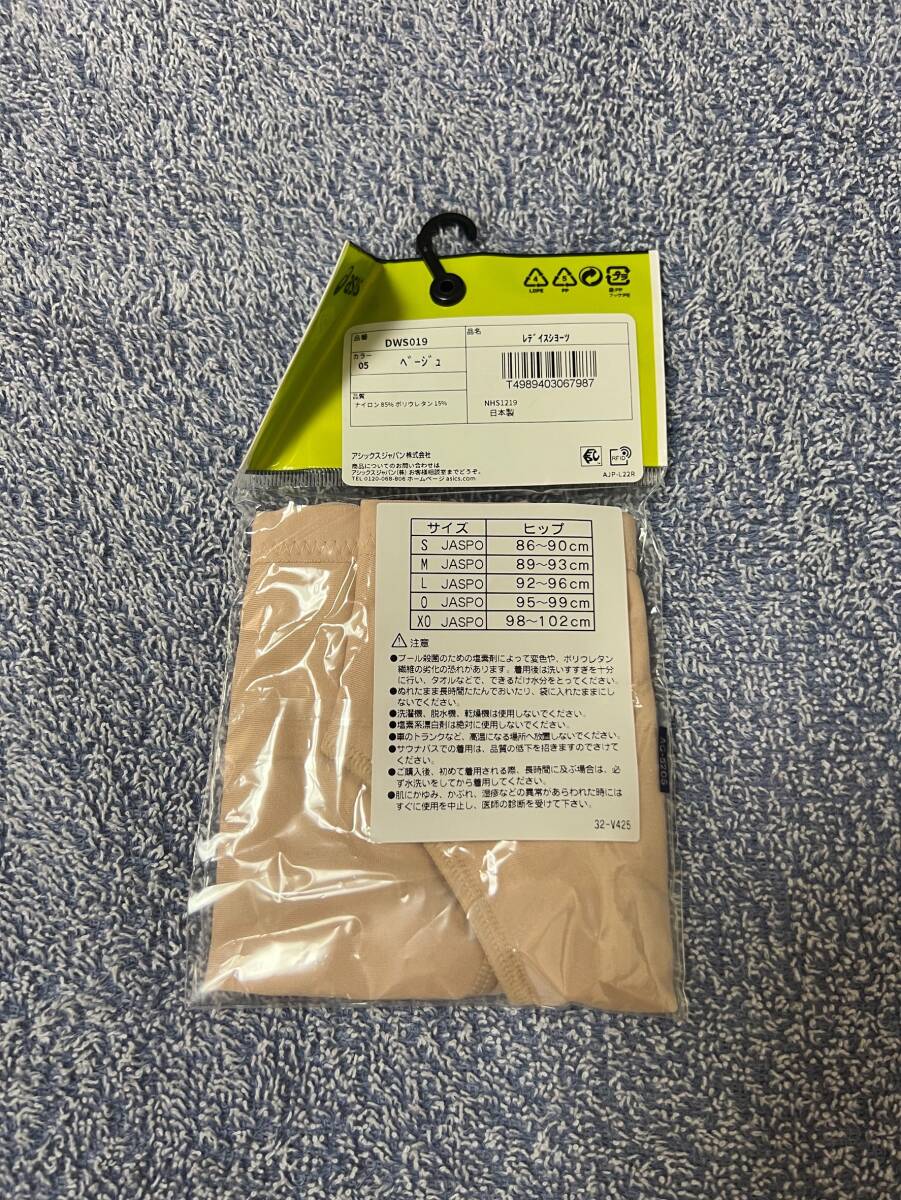 asic
4
LDPE
5
PP
プラ
袋:PP
フック:PE
品番
DWS019
品名
ﾚﾃﾞｲｽｼｮｰﾂ
カラー
05
ﾍﾞｰｼﾞｭ
T4989403067987
品質
ナイロン 85% ポリウレタン 15%
NHS1219
日本製
アシックスジャパン株式会社
商品についてのお問い合わせは
アシックスジャパン(株) お客様相談室までどうぞ。
TEL 0120-068-806 ホームページ asics.com
RFID
AJP-L22R
サイズ ヒップ
S JASPO 86〜90cm
M JASPO 89〜93cm
L JASPO 92〜96cm
O JASPO 95〜99cm
XO JASPO 98〜102cm
注意
●プール殺菌のための塩素剤によって変色や、ポリウレタン
繊維の劣化の恐れがあります。着用後は洗いすすぎを十分
に行い、タオルなどで、できるだけ水分をとってください。
●ぬれたまま長時間たたんでおいたり、袋に入れたままにし
ないでください。
●洗濯機、脱水機、乾燥機は使用しないでください。
●塩素系漂白剤は絶対に使用しないでください。
●車のトランクなど、高温になる場所へ放置しないでください。
●サウナバスでの着用は、品質の低下を招きますのでさけて
ください。
●ご購入後、初めて着用される際、長時間に及ぶ場合は、必
ず水洗いをしてから着用してください。
●肌にかゆみ、かぶれ、湿疹などの異常があらわれた時には
すぐに使用を中止し、医師の診断を受けて下さい。
32-V425